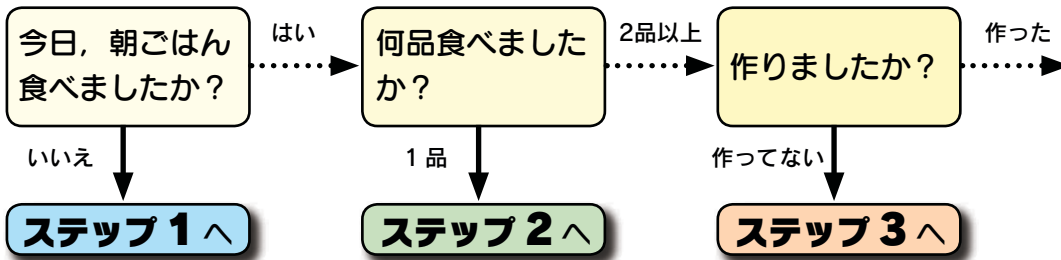 今日，朝ごはん
食べましたか？
はい
何品食べました
か？
2品以上
作りましたか？
作った
いいえ
1品
作ってない
ステップ1へ
ステップ2へ
ステップ3へ